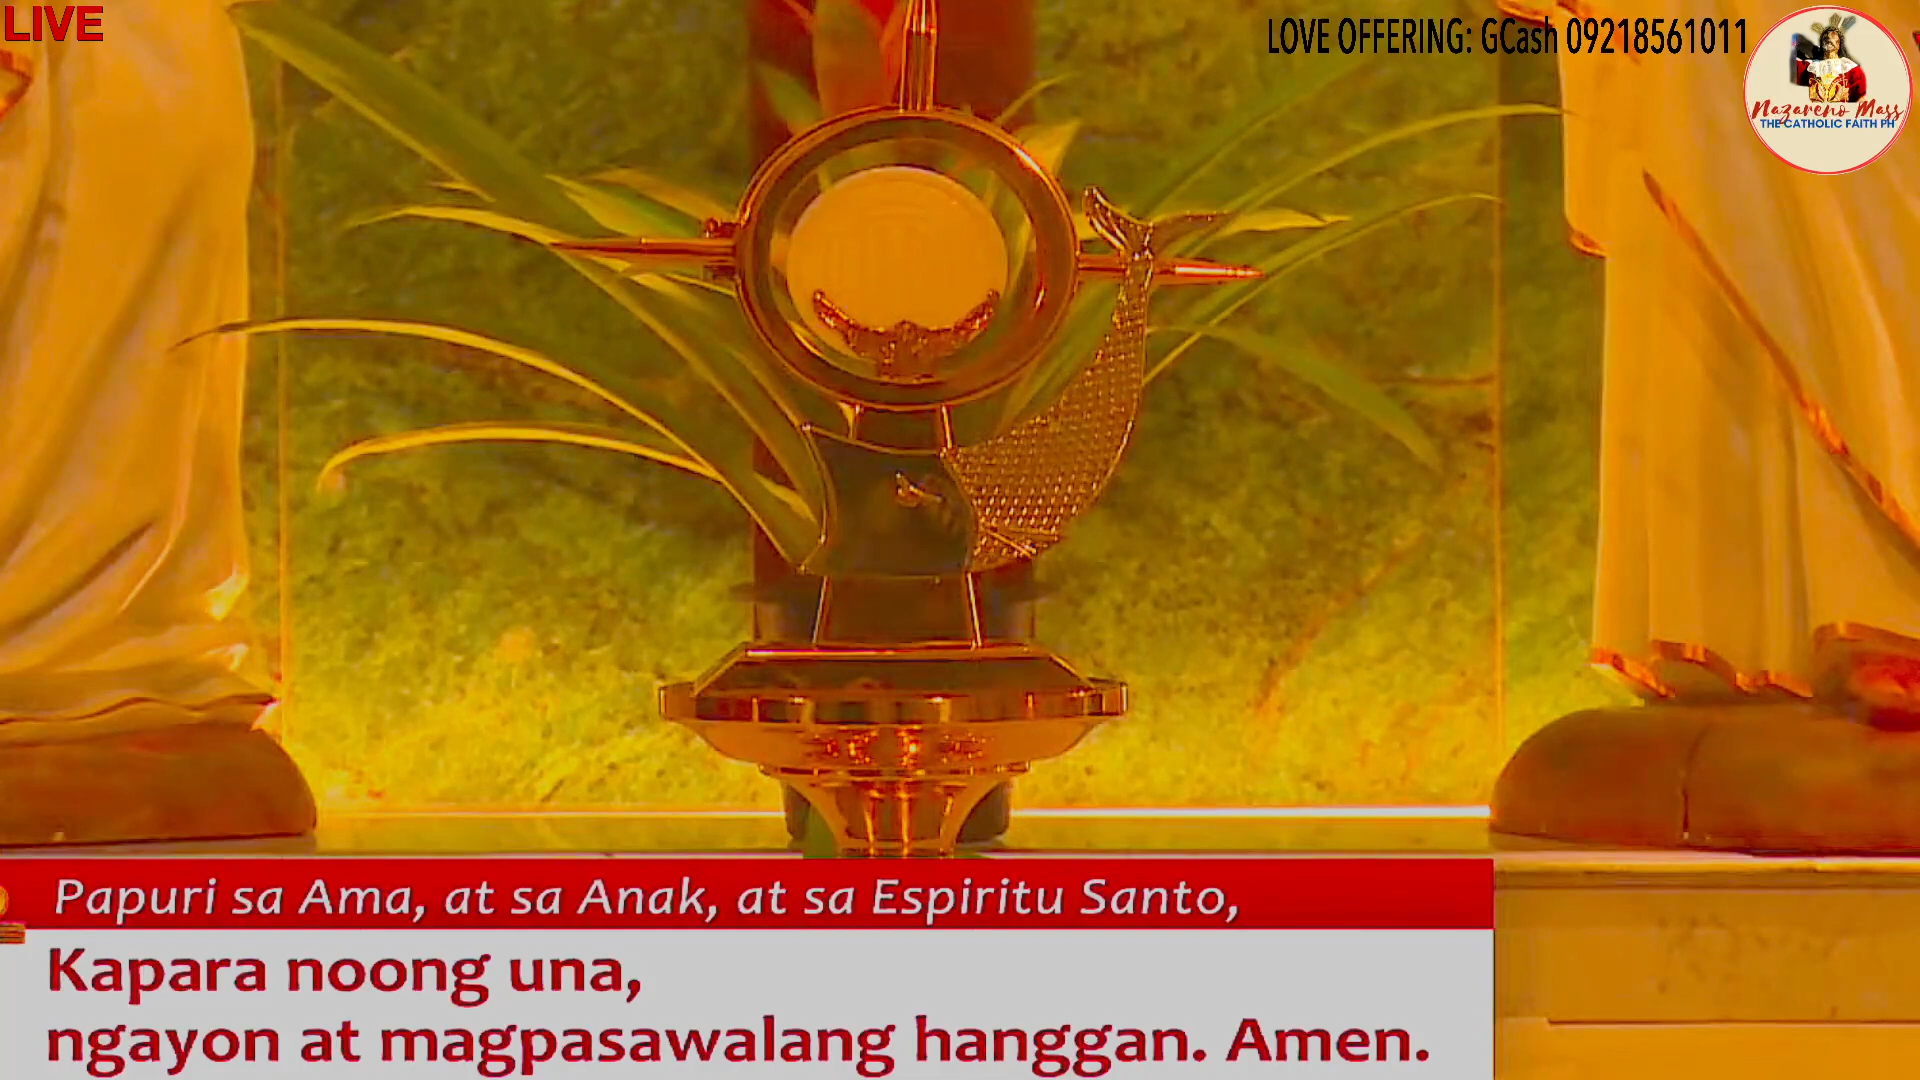 LIVE
LOVE OFFERING: GCash 09218561011
Nazareno Mass
THE CATHOLIC FAITH PH
Papuri sa Ama, at sa Anak, at sa Espiritu Santo,
Kapara noong una,
ngayon at magpasawalang hanggan. Amen.